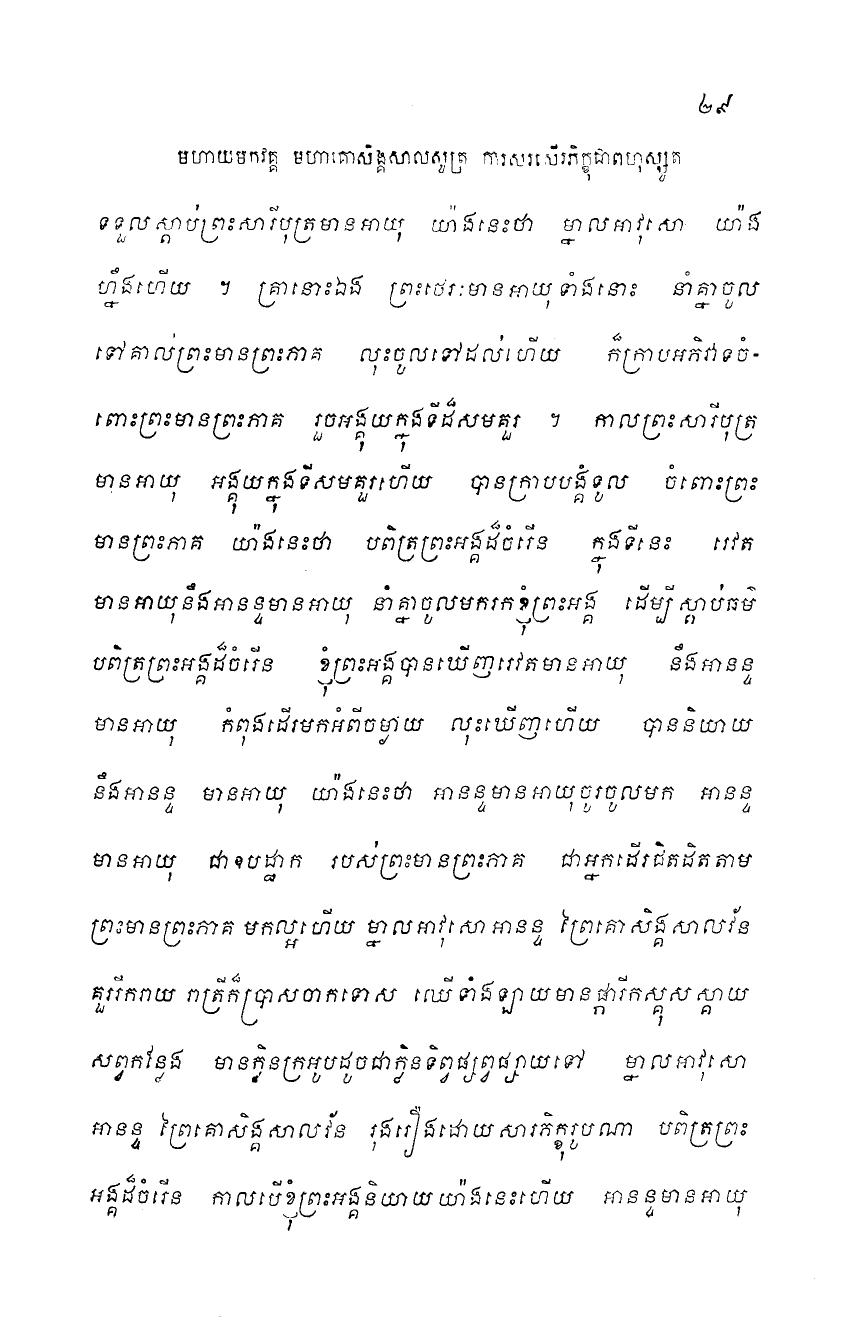 ២៩
មហាយមកវគ្គ មហាគោសិង្គសាលសូត្រ ការសរសើរភិក្ខុជាពហុស្សូត
ទទួលស្តាប់ព្រះសារីបុត្រមានអាយុ យ៉ាងនេះថា ម្នាលអាវុសោ យ៉ាង
ហ្នឹងហើយ ។ គ្រានោះឯង ព្រះថេរៈមានអាយុទាំងនោះ នាំគ្នាចូល
ទៅគាល់ព្រះមានព្រះភាគ លុះចូលទៅដល់ហើយ ក៏ក្រាបអភិវាទចំ-
ពោះព្រះមានព្រះភាគ រួចអង្គុយក្នុងទីដ៏សមគួរ ។ កាលព្រះសារីបុត្រ
មានអាយុ អង្គុយក្នុងទីសមគួរហើយ បានក្រាបបង្គំទូល ចំពោះព្រះ
មានព្រះភាគ យ៉ាងនេះថា បពិត្រព្រះអង្គដ៏ចំរើន ក្នុងទីនេះ រេវត
មានអាយុនឹងអានន្ទមានអាយុ នាំគ្នាចូលមករកខ្ញុំព្រះអង្គ ដើម្បីស្តាប់ធម៌
បពិត្រព្រះអង្គដ៏ចំរើន ខ្ញុំព្រះអង្គបានឃើញរេវតមានអាយុ នឹងអានន្ទ
មានអាយុ កំពុងដើរមកអំពីចម្ងាយ លុះឃើញហើយ បាននិយាយ
នឹងអានន្ទ មានអាយុ យ៉ាងនេះថា អានន្ទមានអាយុចូរចូលមក អានន្ទ
មានអាយុ ជាឧបដ្ឋាក របស់ព្រះមានព្រះភាគ ជាអ្នកដើរជិតដិតតាម
ព្រះមានព្រះភាគ មកល្អហើយ ម្នាលអាវុសោអានន្ទ ព្រៃគោសិង្គសាលវ័ន
គួររីករាយ រាត្រីក៏ប្រាសចាកទោស ឈើទាំងឡាយមានផ្ការីកស្គុសស្គាយ
សព្វកន្លែង មានក្លិនក្រអូបដូចជាក្លិនទិព្វផ្សព្វផ្សាយទៅ ម្នាលអាវុសោ
អានន្ទ ព្រៃគោសិង្គសាលវ័ន រុងរឿងដោយសារភិក្ខុរូបណា បពិត្រព្រះ
អង្គដ៏ចំរើន កាលបើខ្ញុំព្រះអង្គនិយាយយ៉ាងនេះហើយ អានន្ទមានអាយុ